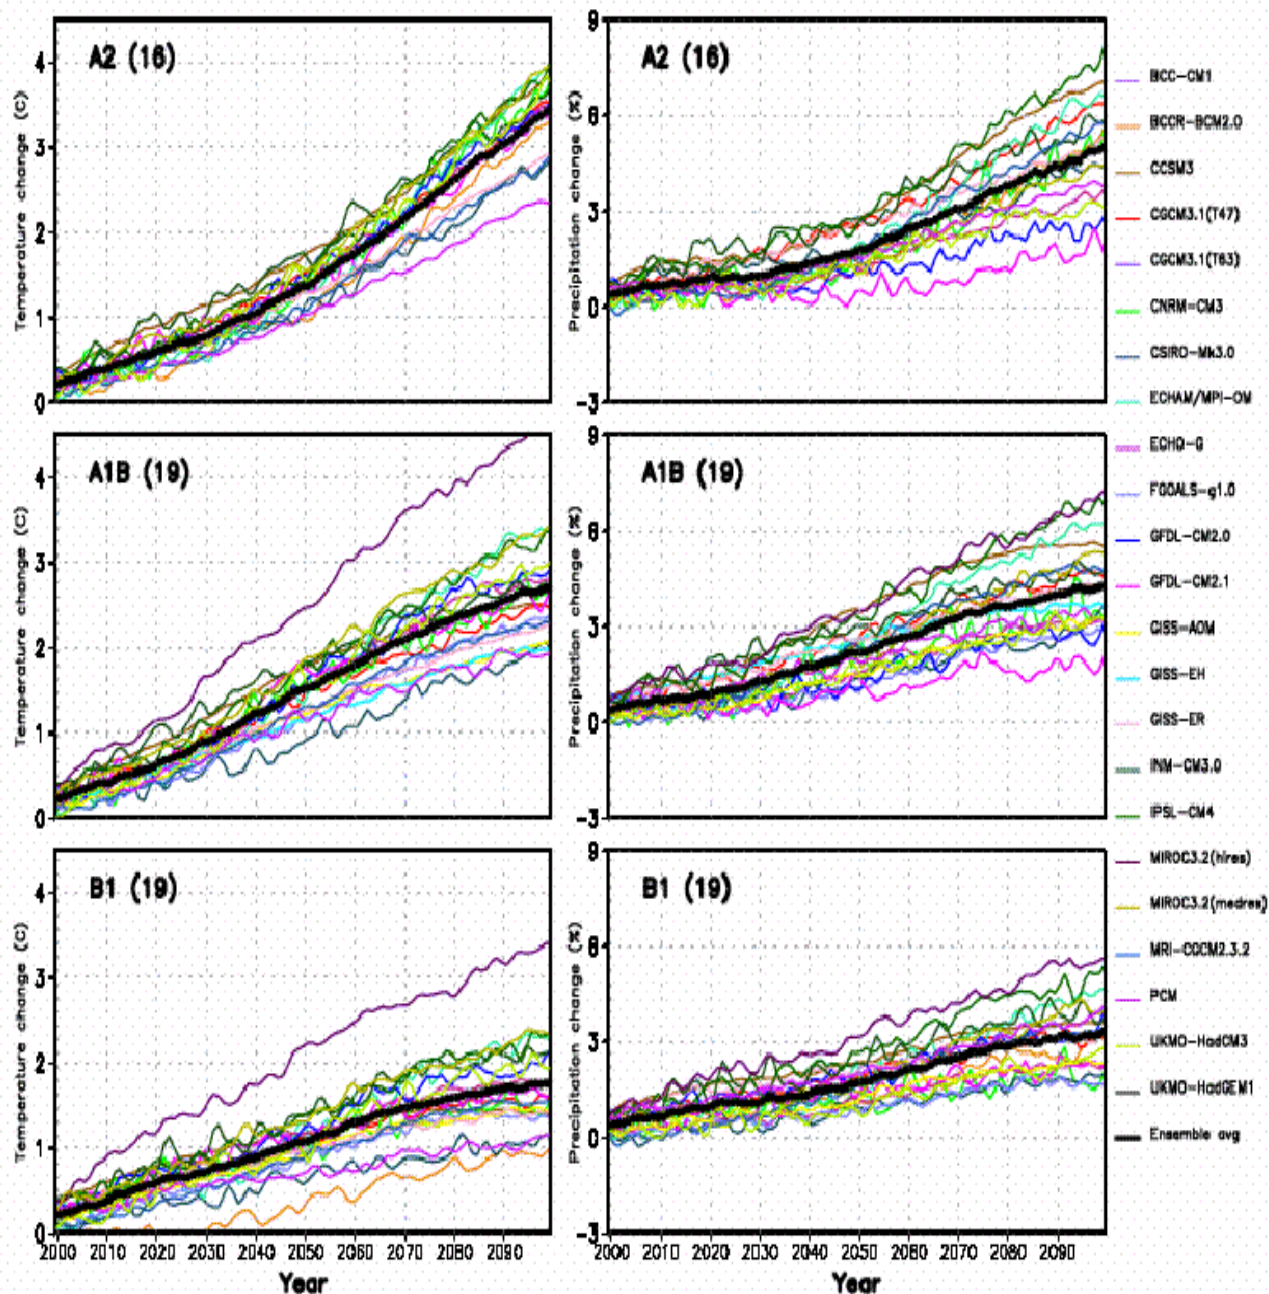 A2 (16)
4
3
2
1
0
Temperature change (C)
A2 (16)
9
6
3
0
-3
Precipitation change (%)
A1B (19)
4
3
2
1
0
Temperature change (C)
A1B (19)
9
6
3
0
-3
Precipitation change (%)
B1 (19)
4
3
2
1
0
Temperature change (C)
2000 2010 2020 2030 2040 2050 2060 2070 2080 2090
Year
B1 (19)
9
6
3
0
-3
Precipitation change (%)
2000 2010 2020 2030 2040 2050 2060 2070 2080 2090
Year
BCC-CM1
BCCR-BCM2.0
CCSM3
CGCM3.1(T47)
CGCM3.1(T63)
CNRM-CM3
CSIRO-Mk3.0
ECHAM/MPI-OM
ECHO-G
FGOALS-g1.0
GFDL-CM2.0
GFDL-CM2.1
GISS-AOM
GISS-EH
GISS-ER
INM-CM3.0
IPSL-CM4
MIROC3.2(hires)
MIROC3.2(medres)
MRI-CGCM2.3.2
PCM
UKMO-HadCM3
UKMO-HadGEM1
Ensemble avg